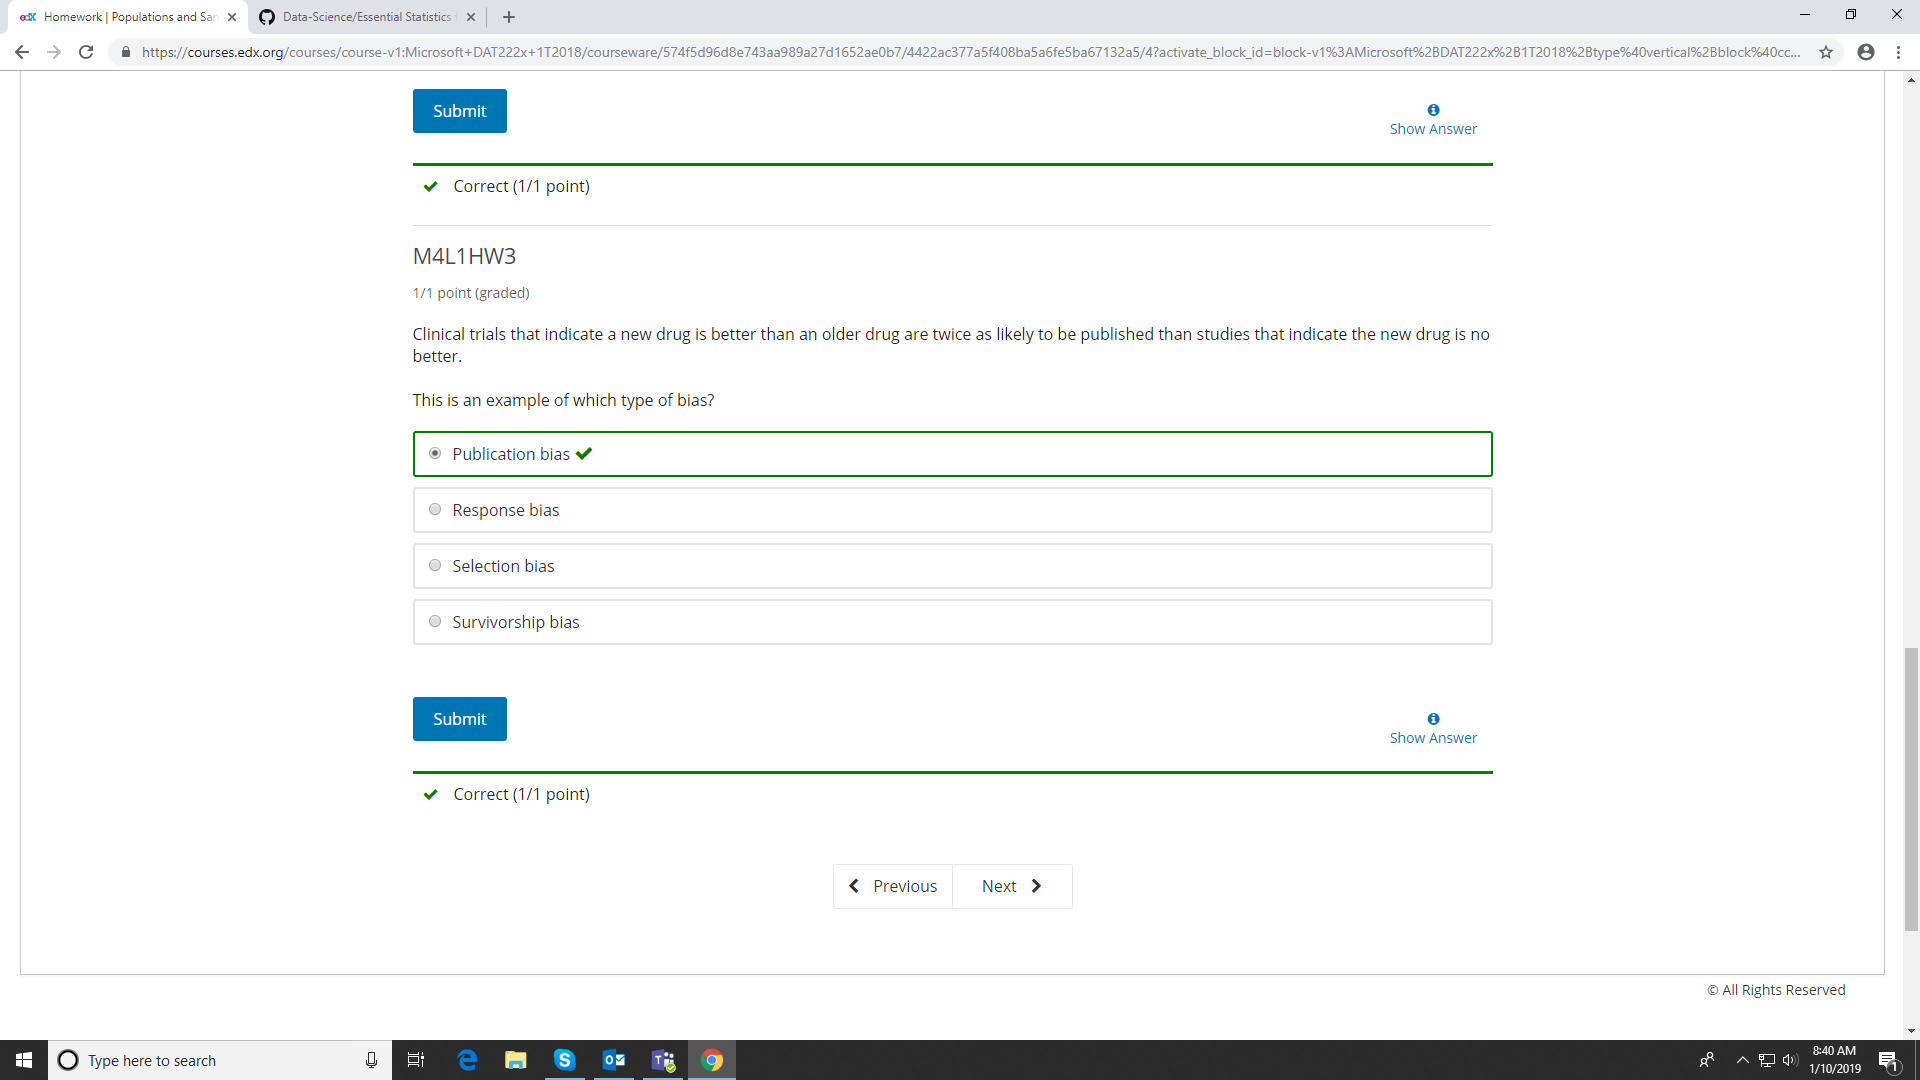 edX Homework | Populations and Sar
Data-Science/Essential Statistics
https://courses.edx.org/courses/course-v1:Microsoft+DAT222x+1T2018/courseware/574f5d96d8e743aa989a27d1652ae0b7/4422ac377a5f408ba5a6fe5ba67132a5/4?activate_block_id=block-v1%3AMicrosoft%2BDAT222x%2B1T2018%2Btype%40vertical%2Bblock%40cc...
Submit
Show Answer
Correct (1/1 point)
M4L1HW3
1/1 point (graded)
Clinical trials that indicate a new drug is better than an older drug are twice as likely to be published than studies that indicate the new drug is no
better.
This is an example of which type of bias?
Publication bias
Response bias
Selection bias
Survivorship bias
Submit
Show Answer
Correct (1/1 point)
Previous
Next
© All Rights Reserved
Type here to search
8:40 AM
1/10/2019
1